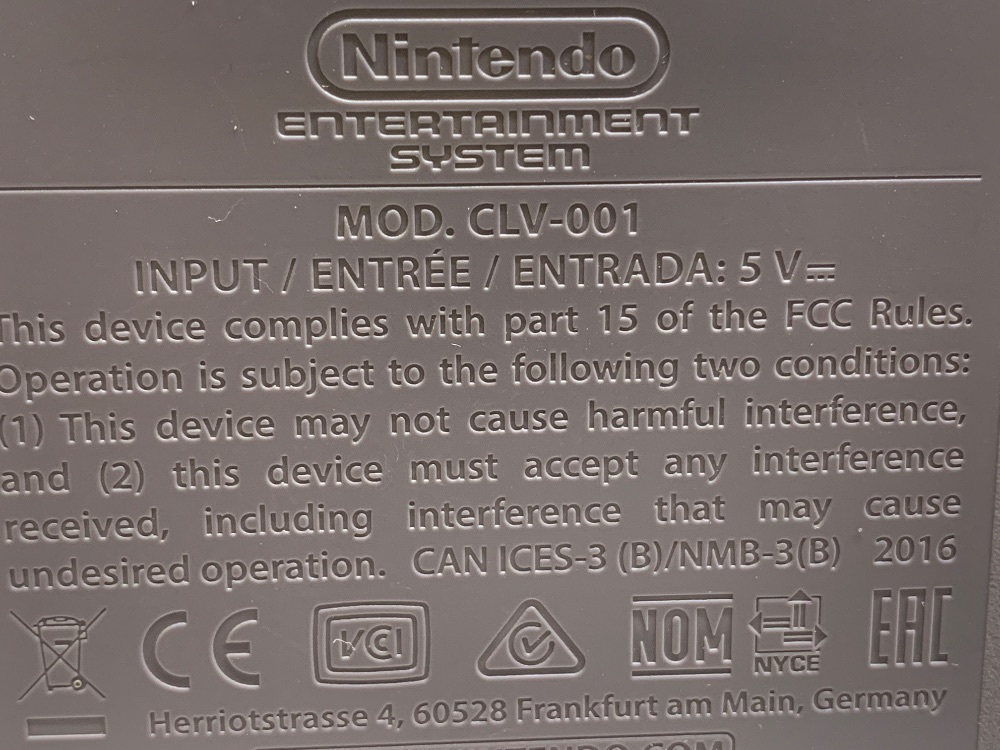 Nintendo
ENTERTAINMENT
SYSTEM
MOD. CLV-001
INPUT / ENTRÉE / ENTRADA: 5 V⎓
This device complies with part 15 of the FCC Rules.
Operation is subject to the following two conditions:
(1) This device may not cause harmful interference,
and (2) this device must accept any interference
received, including interference that may cause
undesired operation. CAN ICES-3 (B)/NMB-3(B) 2016
CE VCCI NOM NYCE EAC
Herriotstrasse 4, 60528 Frankfurt am Main, Germany
NINTENDO.COM